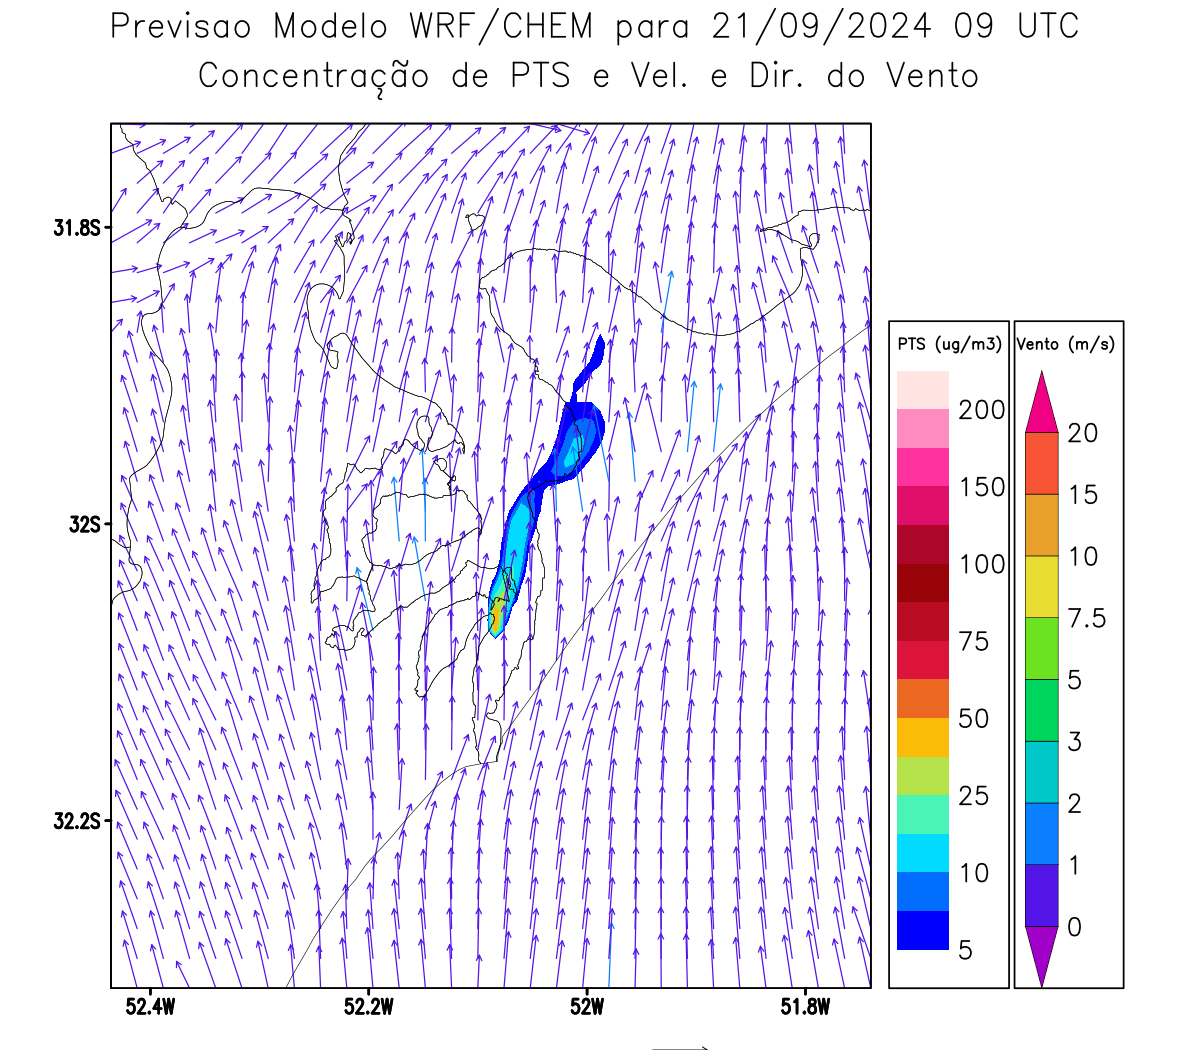 Previsao Modelo WRF/CHEM para 21/09/2024 09 UTC
Concentração de PTS e Vel. e Dir. do Vento
31.8S
32S
32.2S
52.4W 52.2W 52W 51.8W
PTS (ug/m3)
200
150
100
75
50
25
10
5
Vento (m/s)
20
15
10
7.5
5
3
2
1
0